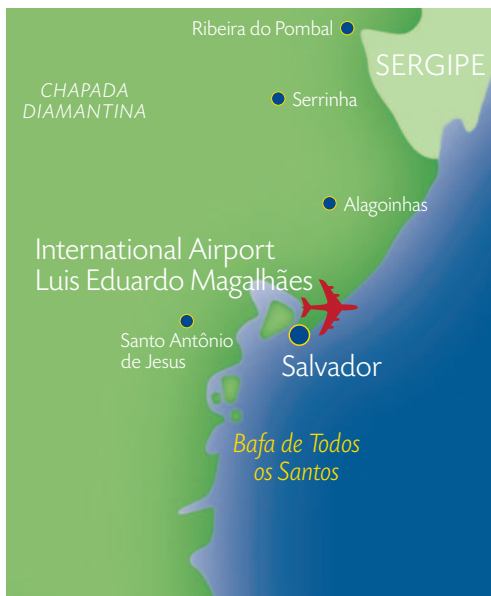 Ribeira do Pombal
SERGIPE
CHAPADA
DIAMANTINA
Serrinha
Alagoinhas
International Airport
Luis Eduardo Magalhães
Santo Antônio
de Jesus
Salvador
Bafa de Todos
os Santos